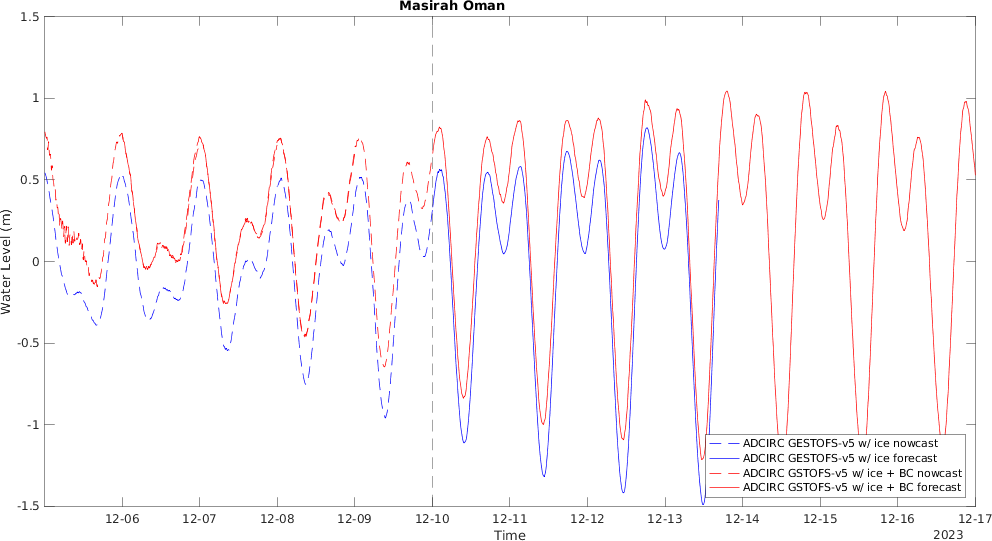 Masirah Oman
1.5
1
0.5
0
-0.5
-1
-1.5
Water Level (m)
ADCIRC GESTOFS-v5 w/ ice nowcast
ADCIRC GESTOFS-v5 w/ ice forecast
ADCIRC GSTOFS-v5 w/ ice + BC nowcast
ADCIRC GSTOFS-v5 w/ ice + BC forecast
12-06 12-07 12-08 12-09 12-10 12-11 12-12 12-13 12-14 12-15 12-16 12-17
Time
2023